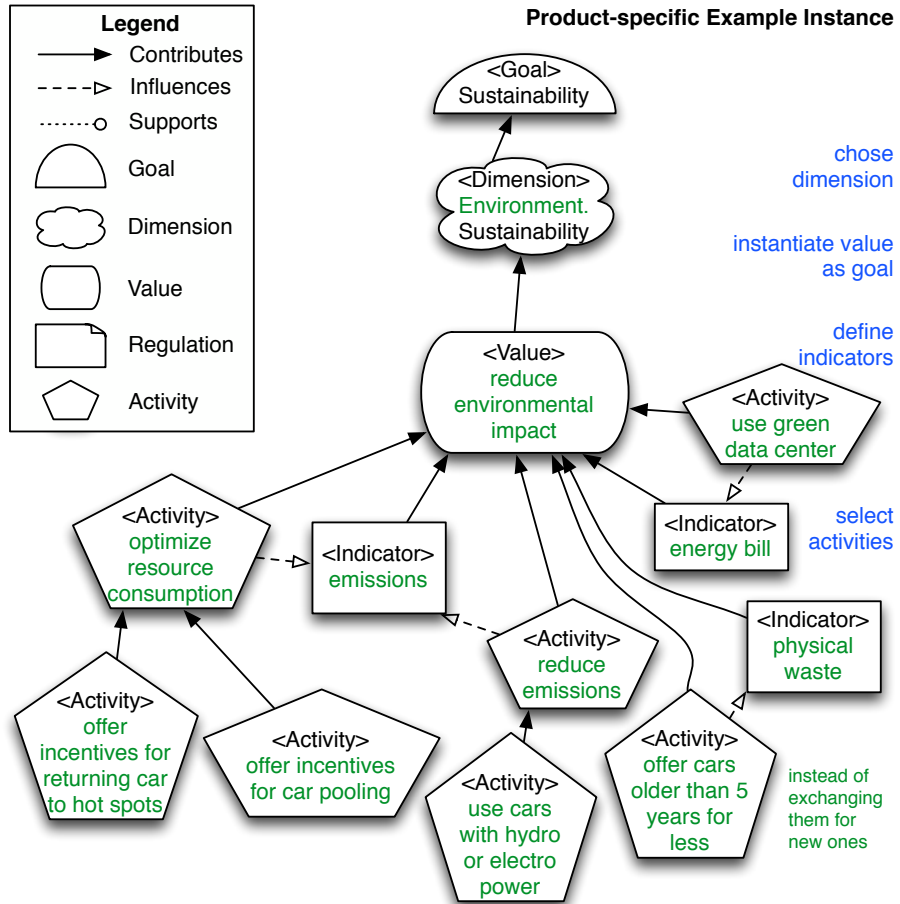 Product-specific Example Instance
Legend
Contributes
Influences
Supports
Goal
Dimension
Value
Regulation
Activity
<Goal>
Sustainability
<Dimension>
Environment.
Sustainability
chose
dimension
instantiate value
as goal
define
indicators
select
activities
<Value>
reduce
environmental
impact
<Activity>
use green
data center
<Indicator>
energy bill
<Activity>
optimize
resource
consumption
<Indicator>
emissions
<Activity>
reduce
emissions
<Indicator>
physical
waste
<Activity>
offer
incentives for
returning car
to hot spots
<Activity>
offer incentives
for car pooling
<Activity>
use cars
with hydro
or electro
power
<Activity>
offer cars
older than 5
years for
less
instead of
exchanging
them for
new ones